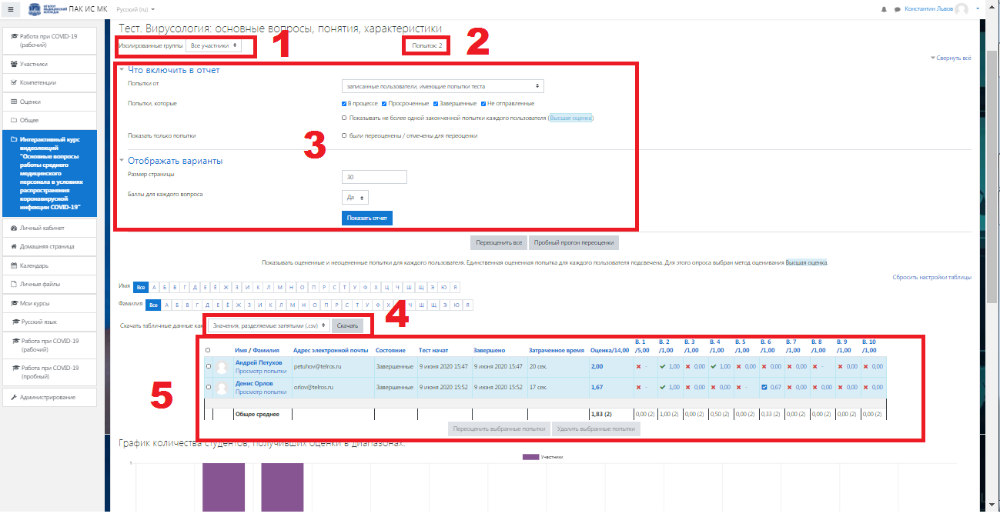 ПАК ИС МК
Русский (ru)
Константин Львов
Работа при COVID-19
(рабочий)
Участники
Компетенции
Оценки
Общее
Интерактивный курс
видеолекций
"Основные вопросы
работы среднего
медицинского
персонала в условиях
распространения
коронавирусной
инфекции COVID-19"
Личный кабинет
Домашняя страница
Календарь
Личные файлы
Мои курсы
Русский язык
Работа при COVID-19
(рабочий)
Работа при COVID-19
(пробный)
Администрирование
Тест. Вирусология: основные вопросы, понятия, характеристики
Изолированные группы Все участники 1
Попыток: 2 2
Свернуть всё
Что включить в отчет
Попытки от записанные пользователи, имеющие попытки теста
Попытки, которые В процессе Просроченные Завершенные Не отправленные
Показывать не более одной законченной попытки каждого пользователя (Высшая оценка)
Показать только попытки были переоценены / отмечены для переоценки
3
Отображать варианты
Размер страницы 30
Баллы для каждого вопроса Да
Показать отчет
Переоценить все Пробный прогон переоценки
Показывать оцененные и неоцененные попытки для каждого пользователя. Единственная оцененная попытка для каждого пользователя подсвечена. Для этого опроса выбран метод оценивания Высшая оценка.
Сбросить настройки таблицы
Имя Все А Б В Г Д Е Ё Ж З И К Л М Н О П Р С Т У Ф Х Ц Ч Ш Щ Э Ю Я
Фамилия Все А Б В Г Д Е Ё Ж З И К Л М Н О П Р С Т У Ф Х Ч Ш Щ Э Ю Я
4
Скачать табличные данные как Значения, разделяемые запятыми (.csv) Скачать
5
Имя / Фамилия Адрес электронной почты Состояние Тест начат Завершено Затраченное время Оценка/14,00 В. 1 /5,00 В. 2 /1,00 В. 3 /1,00 В. 4 /1,00 В. 5 /1,00 В. 6 /1,00 В. 7 /1,00 В. 8 /1,00 В. 9 /1,00 В. 10 /1,00
Андрей Петухов
Просмотр попытки petuhov@telros.ru Завершенные 9 июня 2020 15:47 9 июня 2020 15:47 20 сек. 2,00 - 1,00 0,00 1,00 0,00 0,00 0,00 - 0,00 0,00
Денис Орлов
Просмотр попытки orlov@telros.ru Завершенные 9 июня 2020 15:52 9 июня 2020 15:52 17 сек. 1,67 - 1,00 0,00 0,00 - 0,67 0,00 0,00 0,00 0,00
Общее среднее 1,83 (2) 0,00 (2) 1,00 (2) 0,00 (2) 0,50 (2) 0,00 (2) 0,33 (2) 0,00 (2) 0,00 (2) 0,00 (2) 0,00 (2)
Переоценить выбранные попытки Удалить выбранные попытки
График количества студентов, получивших оценки в диапазонах.
Участники
1